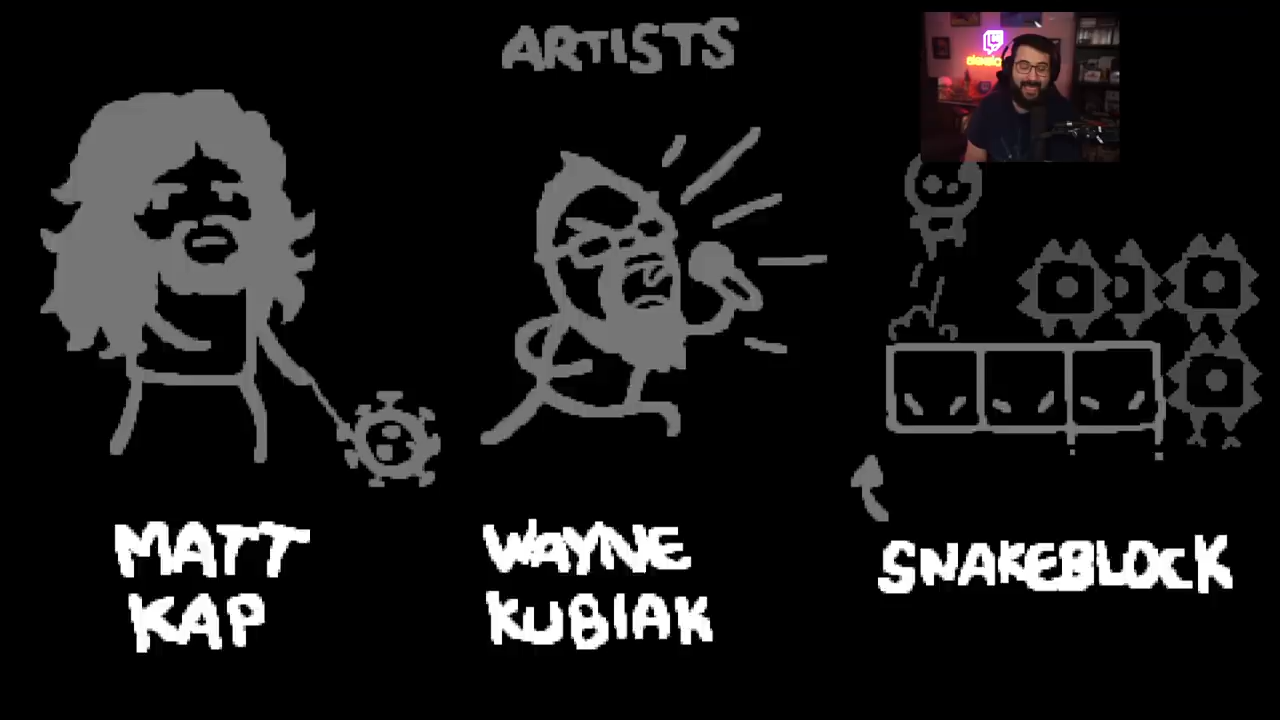 ARTISTS
MATT
KAP
WAYNE
KUBIAK
SNAKEBLOCK